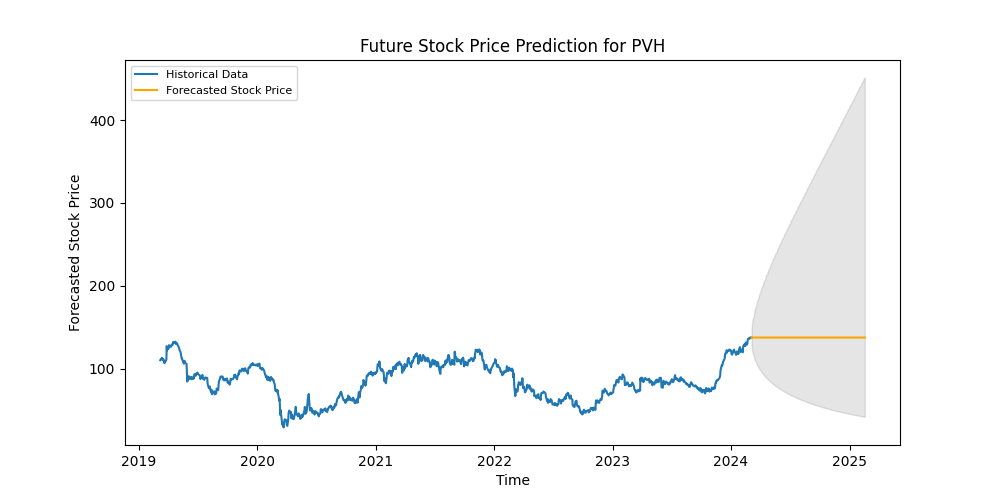 Future Stock Price Prediction for PVH
Historical Data
Forecasted Stock Price
400
300
200
100
Forecasted Stock Price
2019 2020 2021 2022 2023 2024 2025
Time